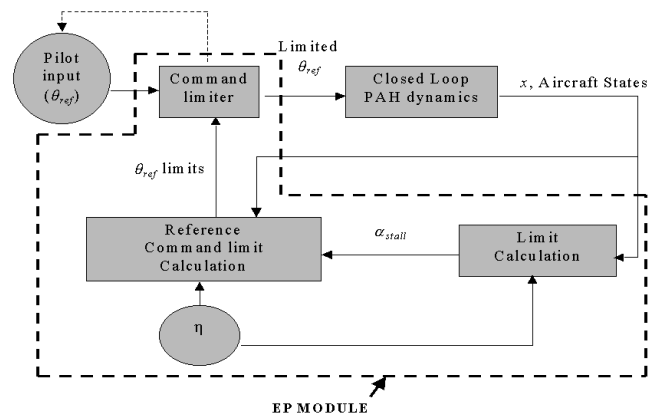 Pilot
input
(θref)
Command
limiter
Limited
θref
Closed Loop
PAH dynamics
x, Aircraft States
θref limits
Reference
Command limit
Calculation
αstall
Limit
Calculation
η
EP MODULE